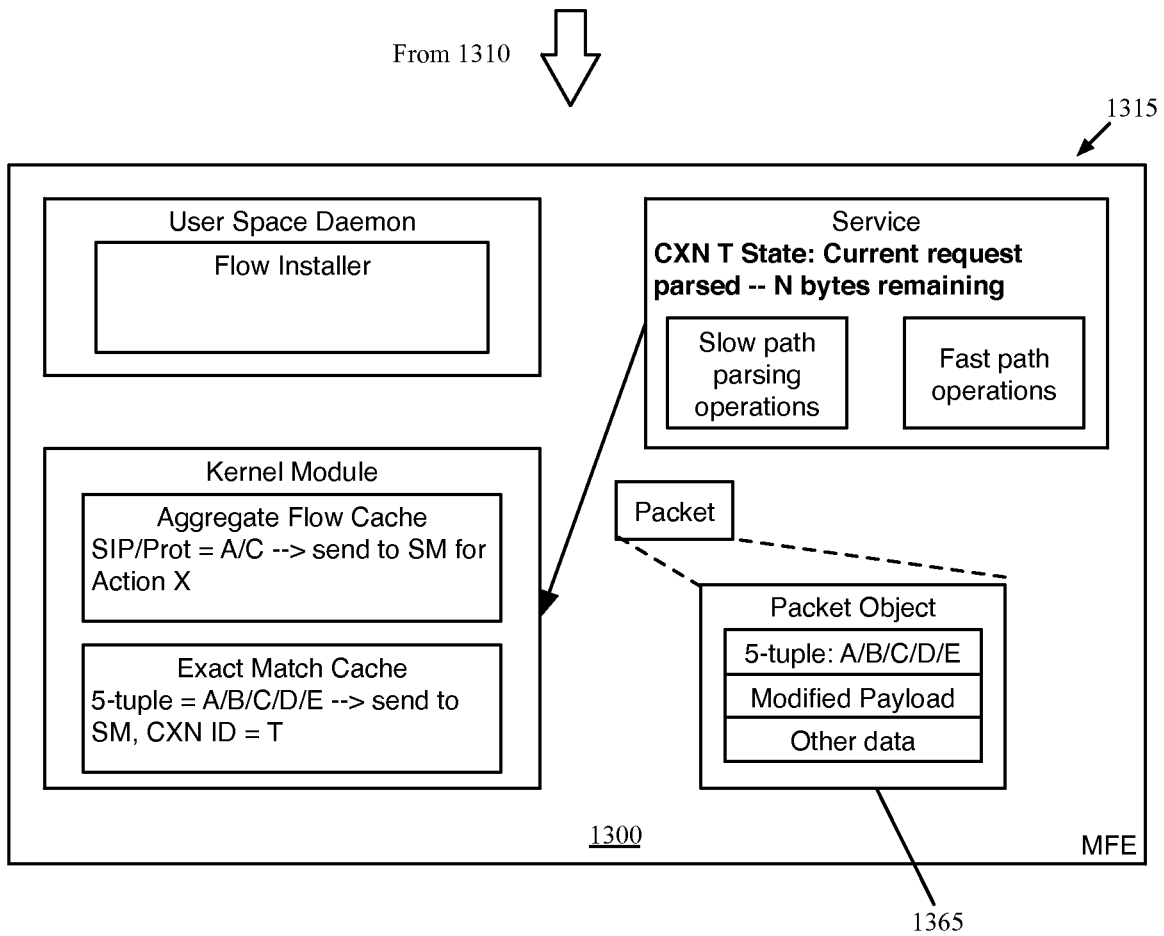 From 1310
1315
User Space Daemon
Flow Installer
Service
CXN T State: Current request
parsed -- N bytes remaining
Slow path
parsing
operations
Fast path
operations
Kernel Module
Aggregate Flow Cache
SIP/Prot = A/C --> send to SM for
Action X
Exact Match Cache
5-tuple = A/B/C/D/E --> send to
SM, CXN ID = T
Packet
Packet Object
5-tuple: A/B/C/D/E
Modified Payload
Other data
1300
MFE
1365